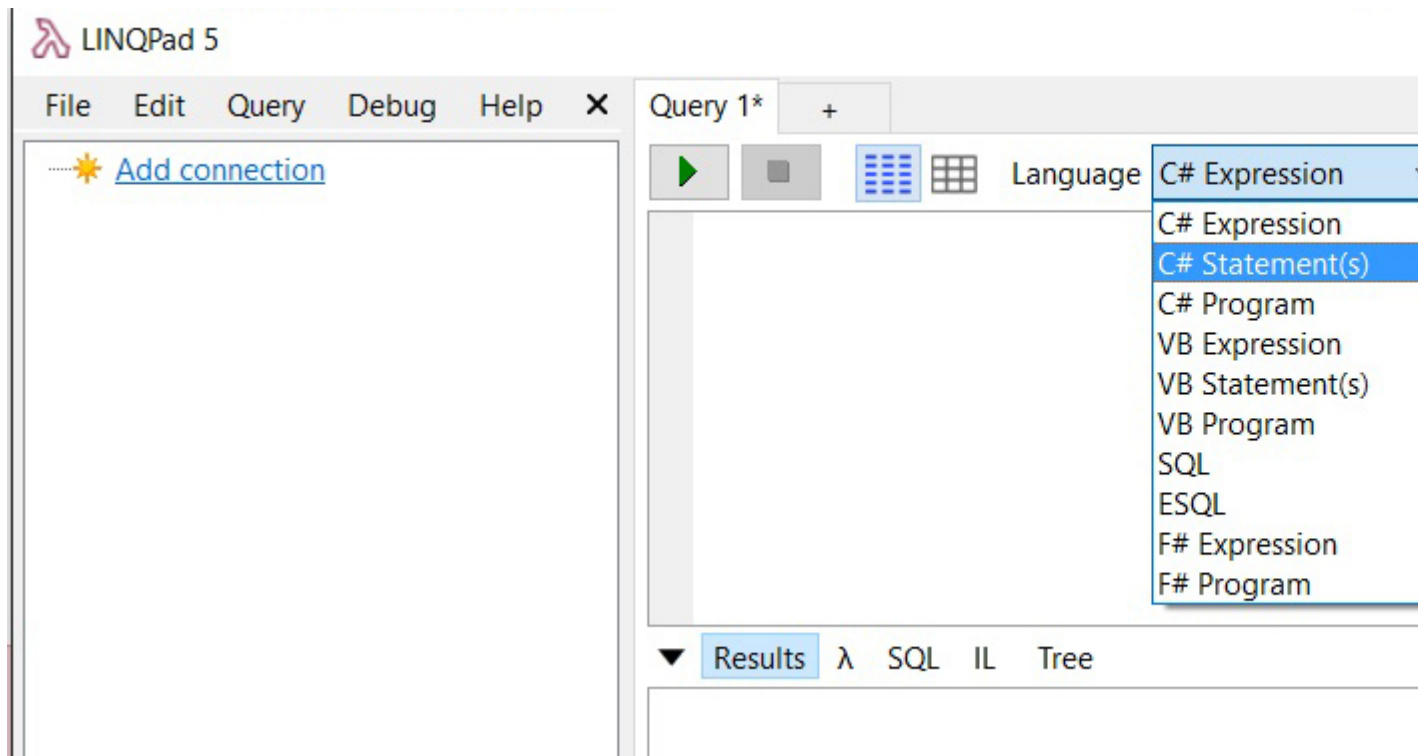 LINQPad 5
File Edit Query Debug Help ✕
Query 1* +
Add connection
Language C# Expression
C# Expression
C# Statement(s)
C# Program
VB Expression
VB Statement(s)
VB Program
SQL
ESQL
F# Expression
F# Program
Results λ SQL IL Tree